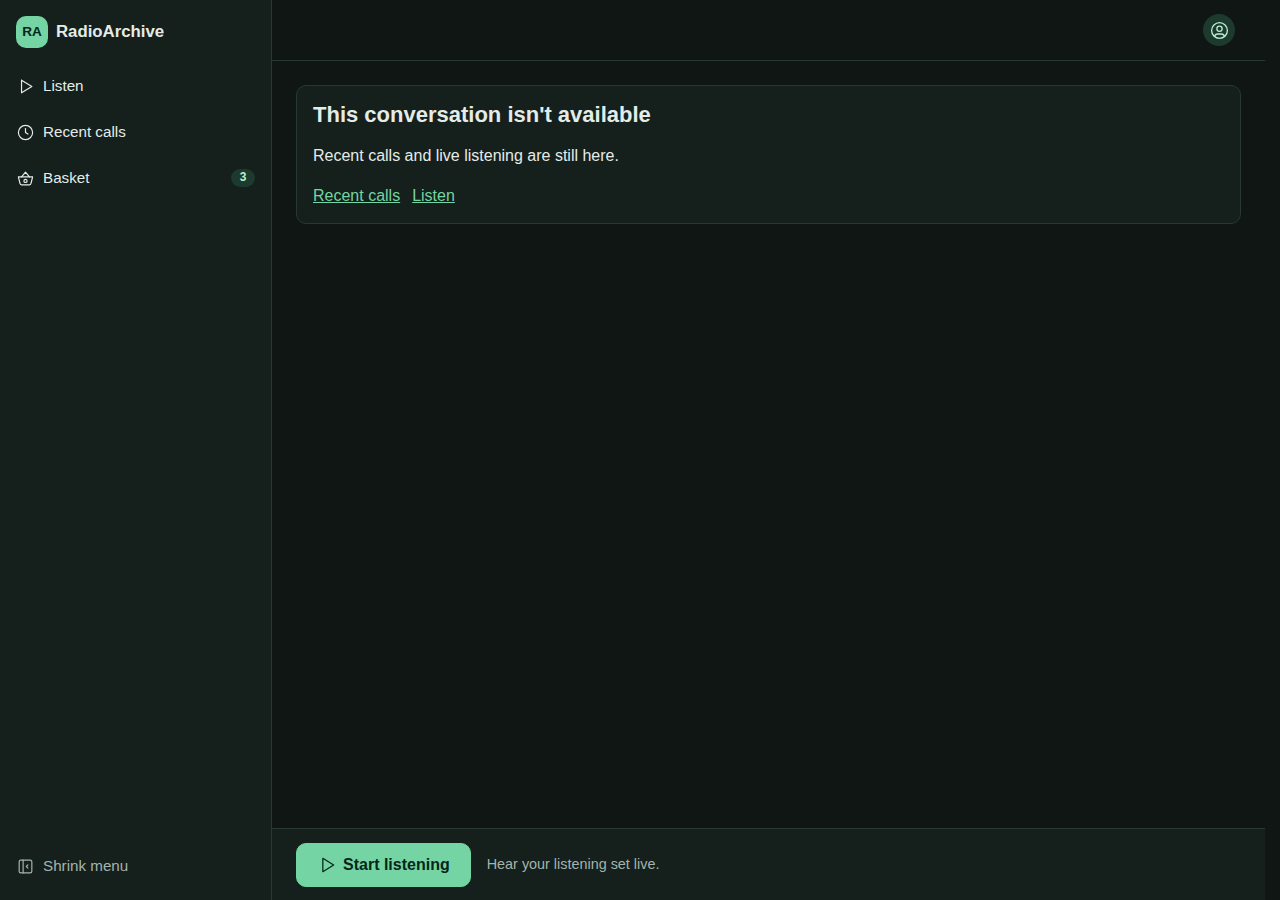 RA RadioArchive
Listen
Recent calls
Basket 3
This conversation isn't available
Recent calls and live listening are still here.
Recent calls Listen
Shrink menu
Start listening Hear your listening set live.